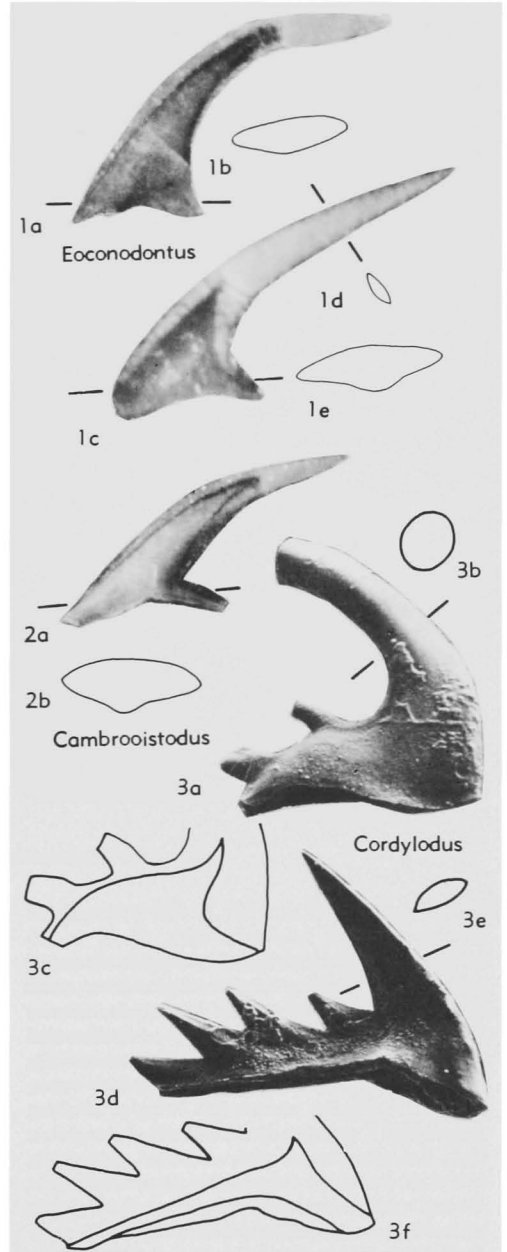 1a
1b
Eoconodontus
1c
1d
1e
2a
2b
Cambrooistodus
3a
3b
Cordylodus
3c
3d
3e
3f